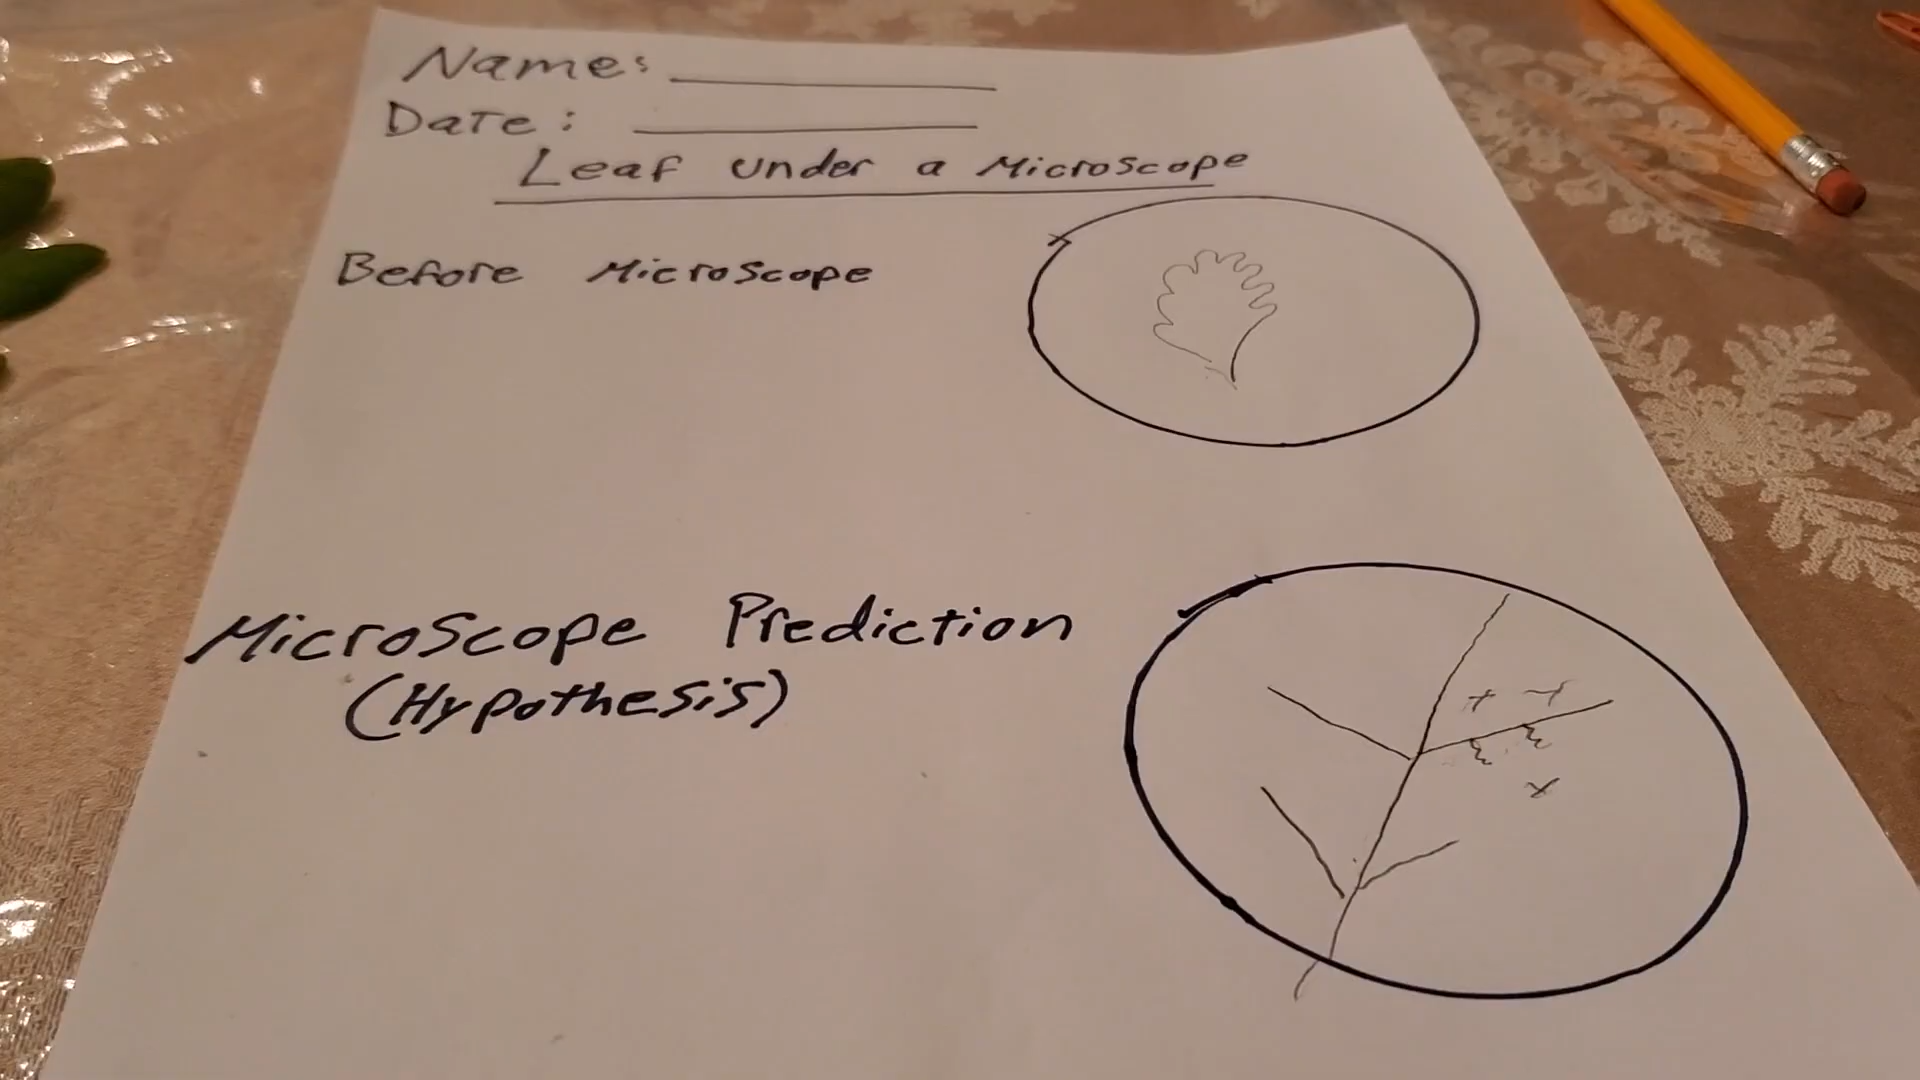 Name: 
Date: 
Leaf Under a Microscope
Before Microscope
Microscope Prediction
(Hypothesis)